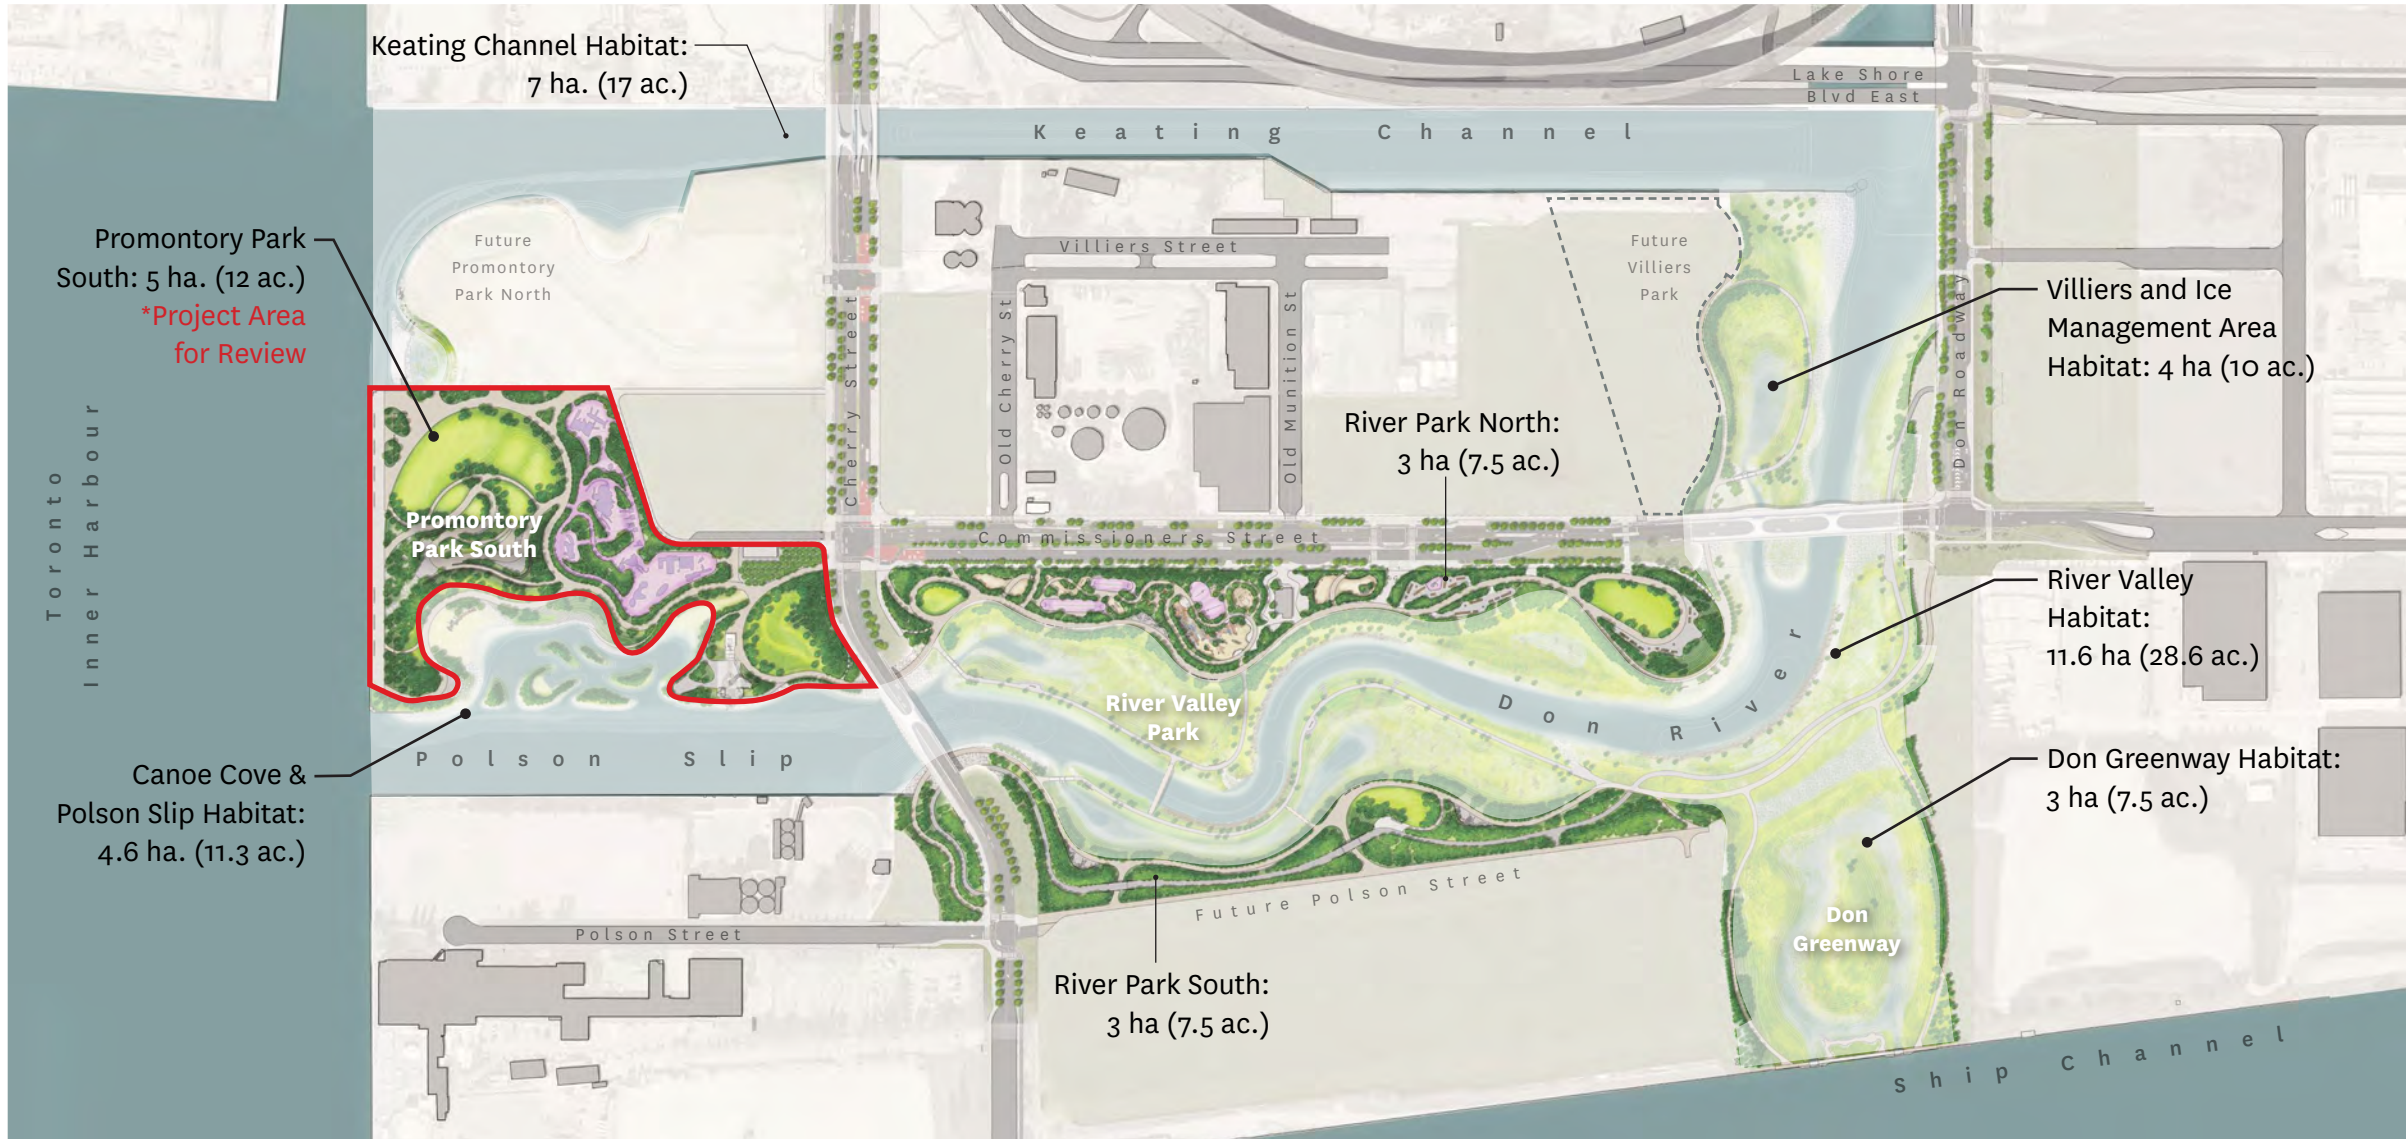 Keating Channel Habitat:
7 ha. (17 ac.)
Lake Shore
Blvd East
Keating Channel
Promontory Park
South: 5 ha. (12 ac.)
*Project Area
for Review
Future
Promontory
Park North
Villiers Street
Future
Villiers
Park
Villiers and Ice
Management Area
Habitat: 4 ha (10 ac.)
Cherry Street
Old Cherry St
Old Munition St
Don Roadway
Toronto
Inner Harbour
River Park North:
3 ha (7.5 ac.)
Promontory
Park South
Commissioners Street
River Valley
Habitat:
11.6 ha (28.6 ac.)
River Valley
Park
Don River
Canoe Cove &
Polson Slip Habitat:
4.6 ha. (11.3 ac.)
Polson Slip
Don Greenway Habitat:
3 ha (7.5 ac.)
Future Polson Street
Polson Street
Don
Greenway
River Park South:
3 ha (7.5 ac.)
Ship Channel